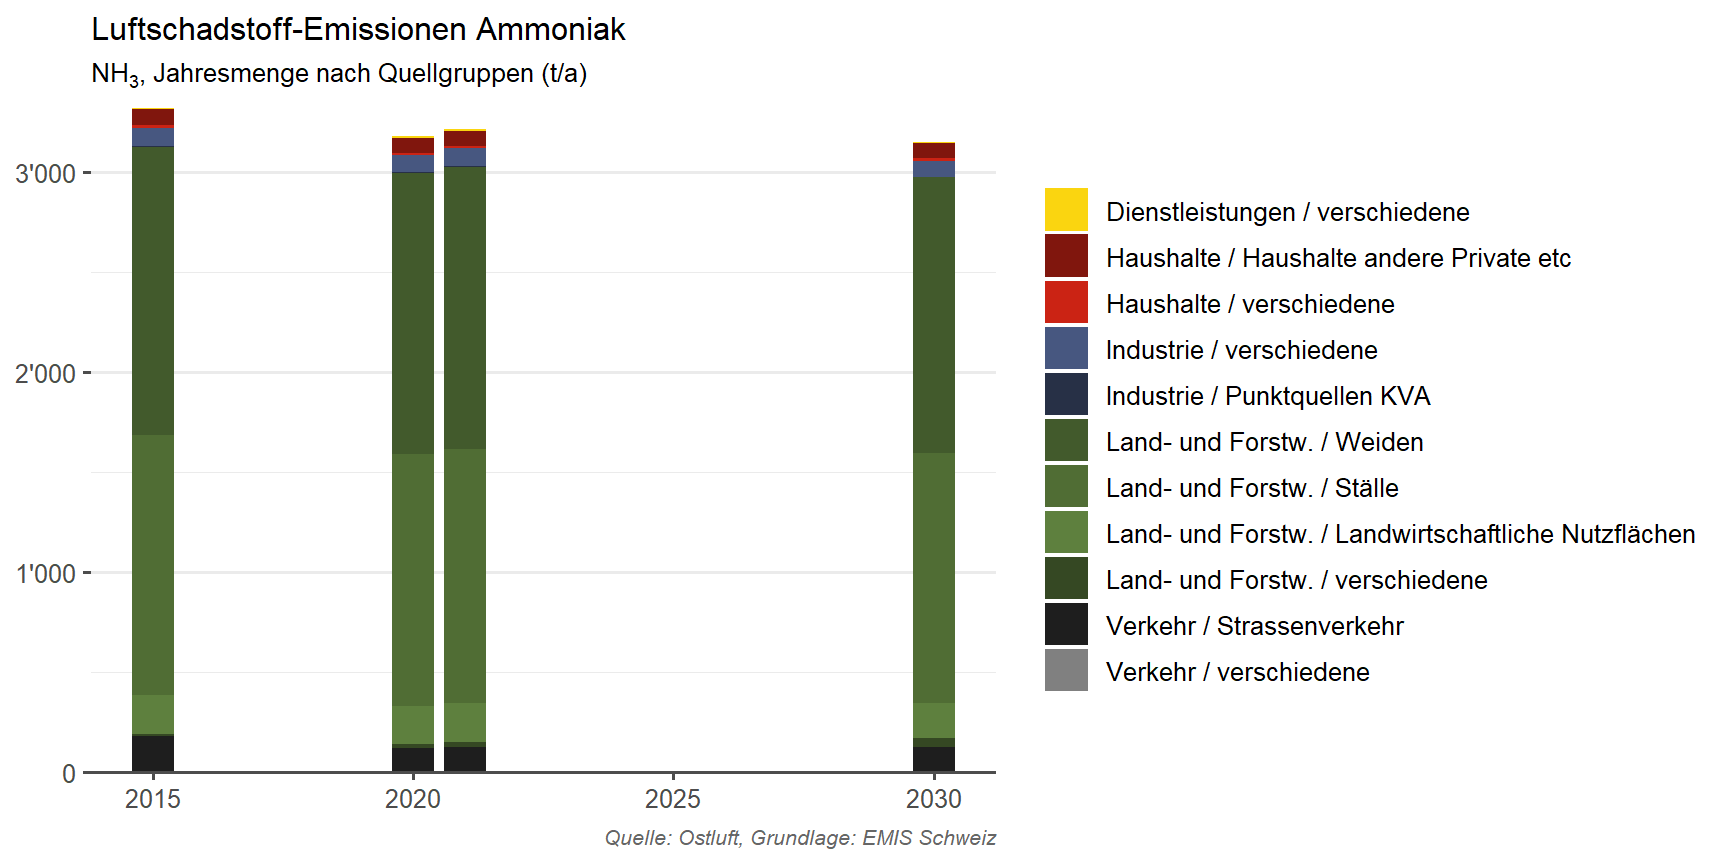 Luftschadstoff-Emissionen Ammoniak
NH₃, Jahresmenge nach Quellgruppen (t/a)
3'000
2'000
1'000
0
2015
2020
2025
2030
Dienstleistungen / verschiedene
Haushalte / Haushalte andere Private etc
Haushalte / verschiedene
Industrie / verschiedene
Industrie / Punktquellen KVA
Land- und Forstw. / Weiden
Land- und Forstw. / Ställe
Land- und Forstw. / Landwirtschaftliche Nutzflächen
Land- und Forstw. / verschiedene
Verkehr / Strassenverkehr
Verkehr / verschiedene
Quelle: Ostluft, Grundlage: EMIS Schweiz